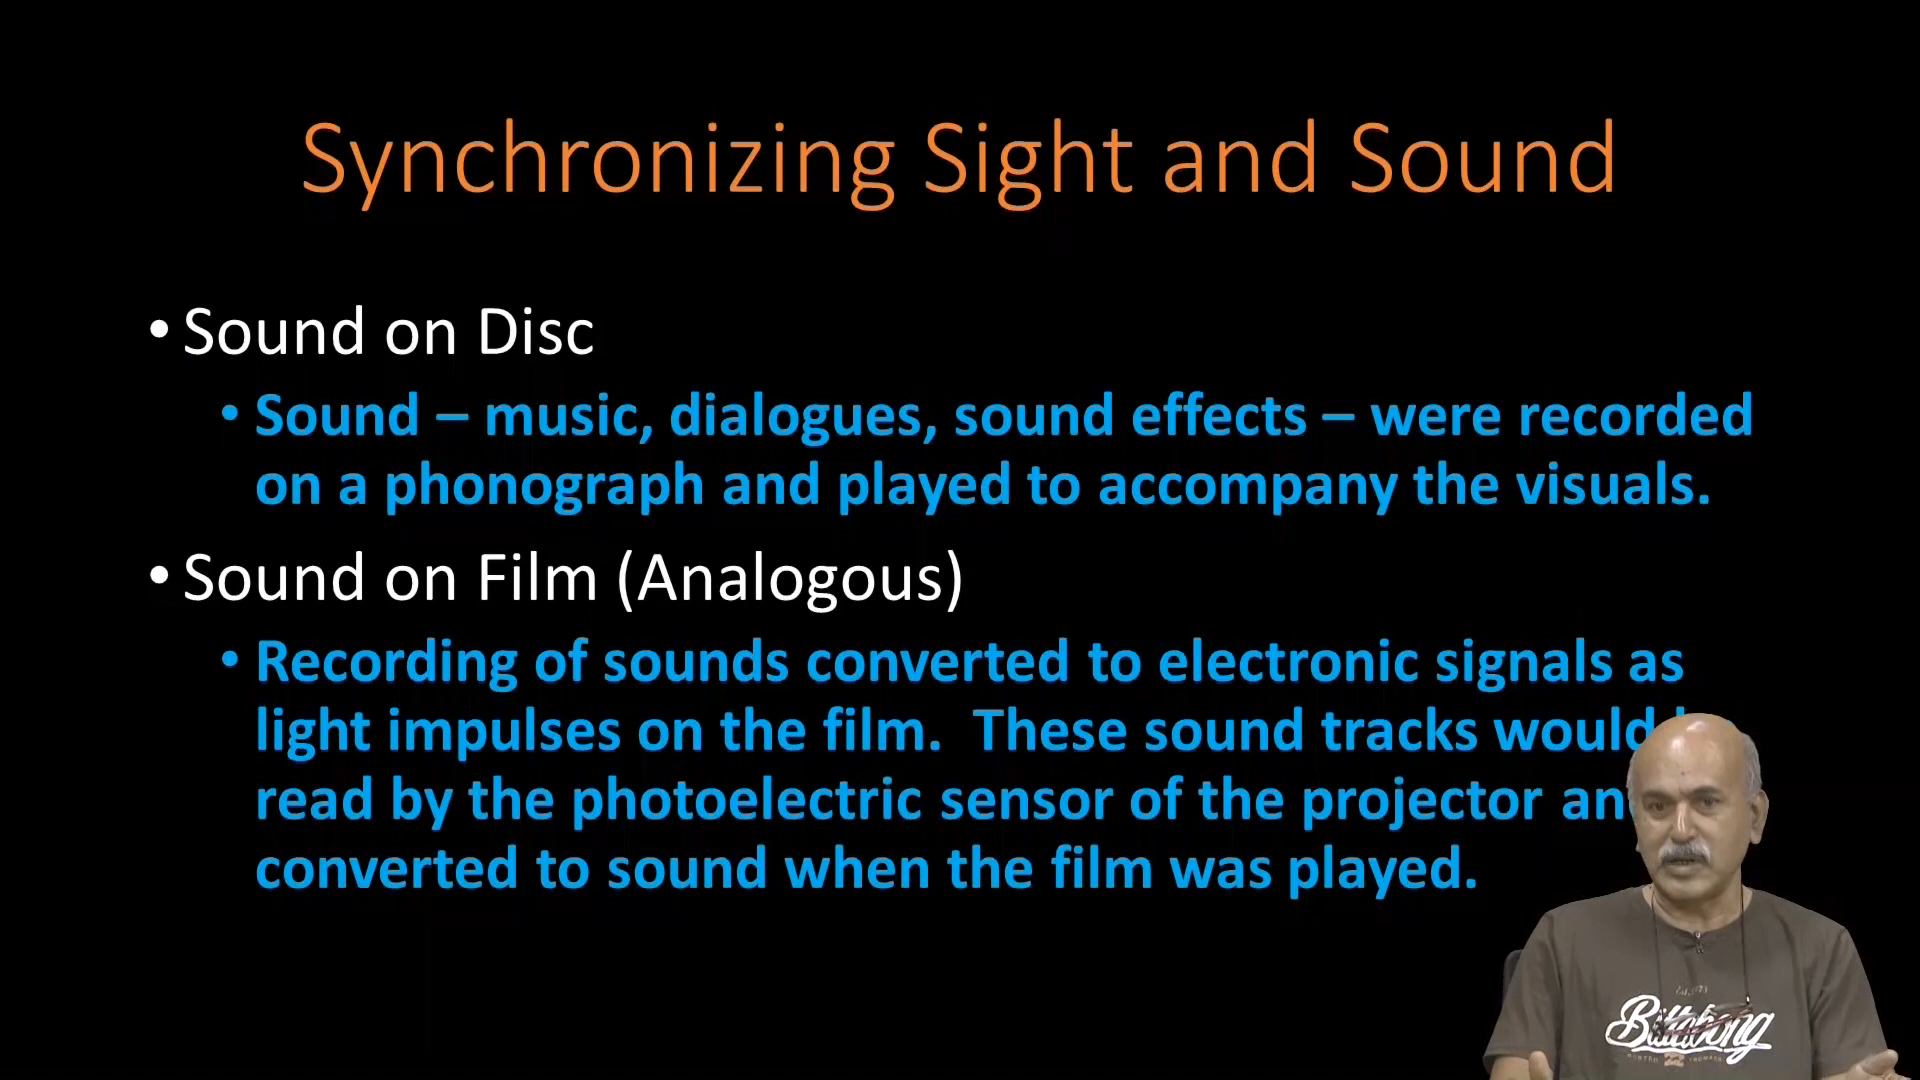 Synchronizing Sight and Sound
• Sound on Disc
• Sound – music, dialogues, sound effects – were recorded
on a phonograph and played to accompany the visuals.
• Sound on Film (Analogous)
• Recording of sounds converted to electronic signals as
light impulses on the film. These sound tracks would
read by the photoelectric sensor of the projector
converted to sound when the film was played.
Billabong